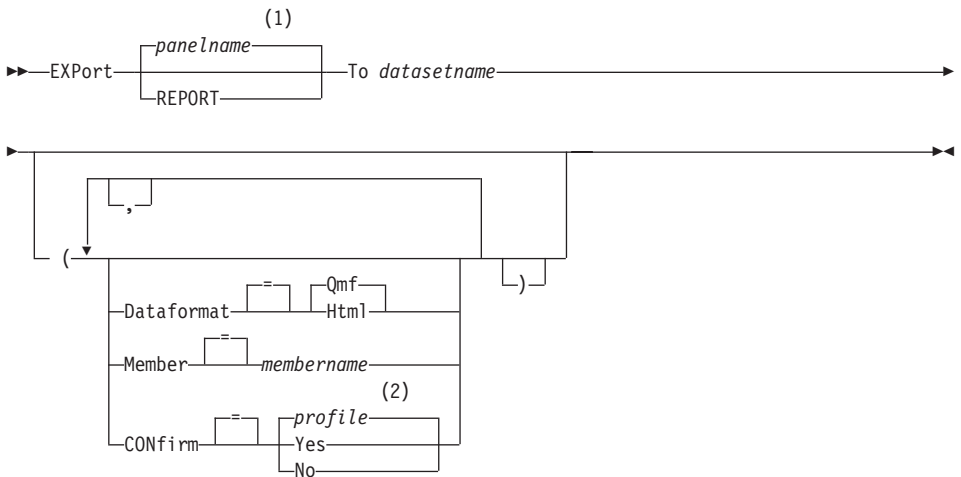 (1)
panelname
EXPort To datasetname
REPORT
,
(
)
= Qmf
Dataformat Html
=
Member membername
(2)
= profile
CONfirm Yes
No